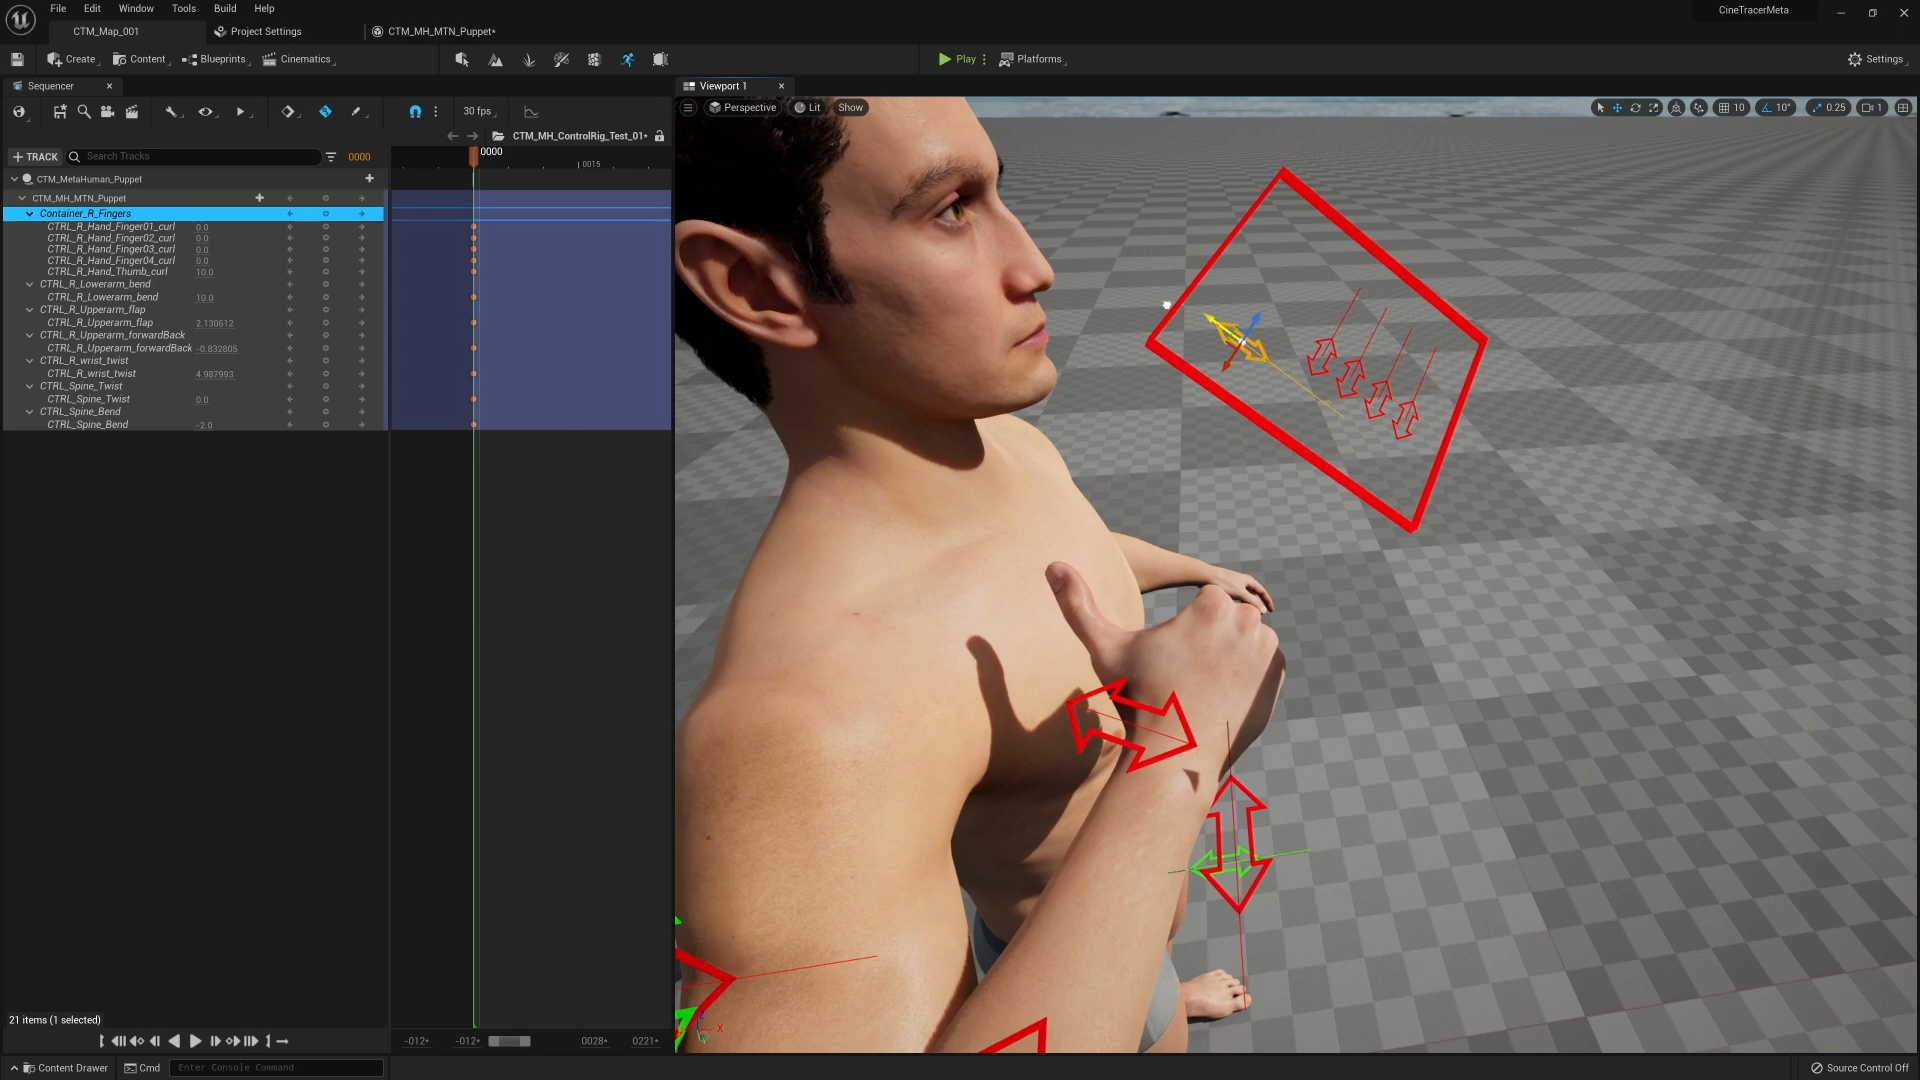 File Edit Window Tools Build Help
CineTracerMeta
CTM_Map_001
Project Settings
CTM_MH_MTN_Puppet*
Create
Content
Blueprints
Cinematics
Play
Platforms
Settings
Sequencer
Viewport 1
30 fps
Perspective
Lit
Show
10
10°
0.25
1
CTM_MH_ControlRig_Test_01*
+ TRACK
Search Tracks
0000
0000
0015
CTM_MetaHuman_Puppet
CTM_MH_MTN_Puppet
Container_R_Fingers
CTRL_R_Hand_Finger01_curl 0.0
CTRL_R_Hand_Finger02_curl 0.0
CTRL_R_Hand_Finger03_curl 0.0
CTRL_R_Hand_Finger04_curl 0.0
CTRL_R_Hand_Thumb_curl 10.0
CTRL_R_Lowerarm_bend
CTRL_R_Lowerarm_bend 10.0
CTRL_R_Upperarm_flap
CTRL_R_Upperarm_flap 2.130612
CTRL_R_Upperarm_forwardBack
CTRL_R_Upperarm_forwardBack -0.832805
CTRL_R_wrist_twist
CTRL_R_wrist_twist 4.987993
CTRL_Spine_Twist
CTRL_Spine_Twist 0.0
CTRL_Spine_Bend
CTRL_Spine_Bend -2.0
X
21 items (1 selected)
-012+ -012+ 0028+ 0221+
Content Drawer
Cmd
Enter Console Command
Source Control Off